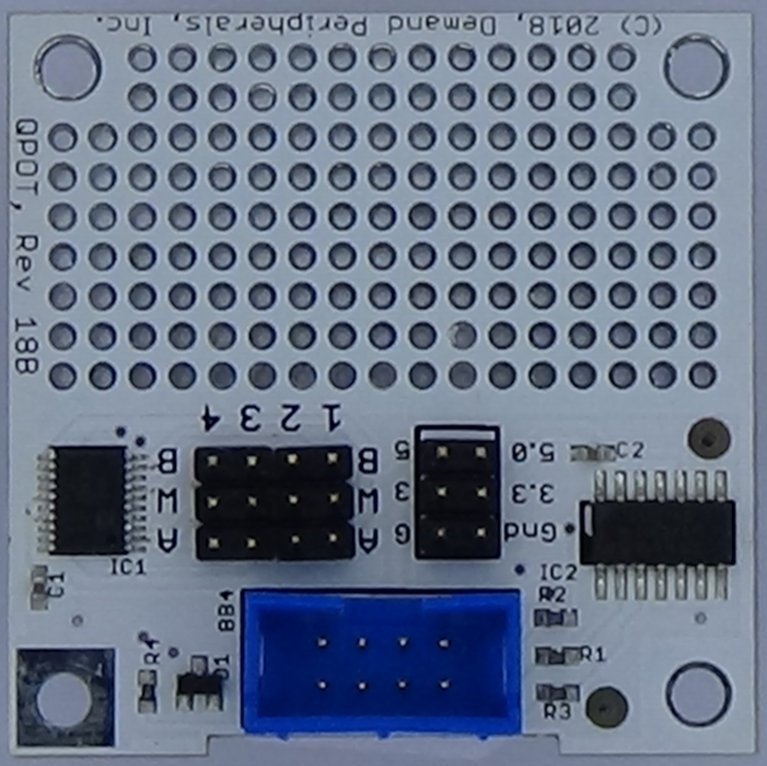 (C) 2018, Demand Peripherals, Inc.
QPOT, Rev 18B
4 3 2 1
B B 5 5.0 C2
W W 3 3.3
A A G Gnd
IC1
IC2
C1
BB4
R2
R4
R1
R3